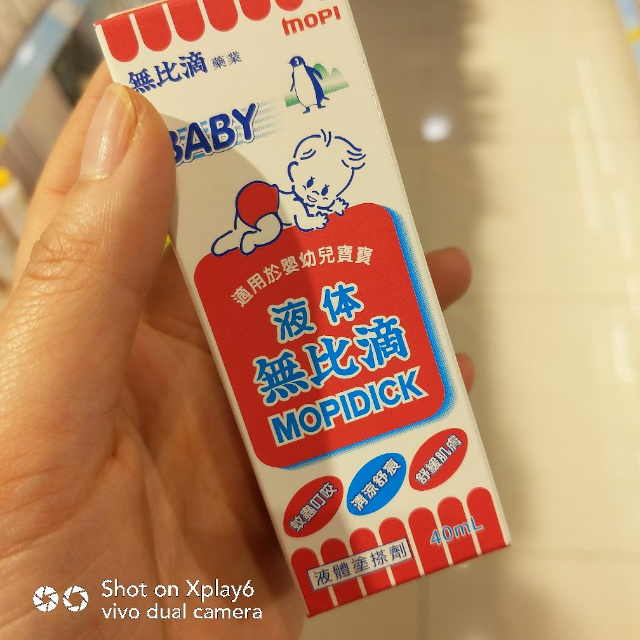 mopi
無比滴 藥業
BABY
適用於嬰幼兒寶寶
液体
無比滴
MOPIDICK
蚊蟲叮咬
清涼舒痕
舒緩肌膚
40mL
液體塗搽劑
Shot on Xplay6
vivo dual camera